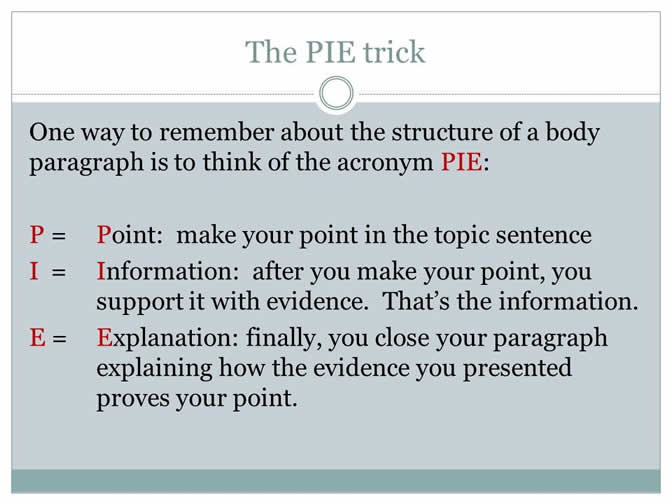 The PIE trick
One way to remember about the structure of a body
paragraph is to think of the acronym PIE:
P = Point: make your point in the topic sentence
I = Information: after you make your point, you
support it with evidence. That's the information.
E = Explanation: finally, you close your paragraph
explaining how the evidence you presented
proves your point.